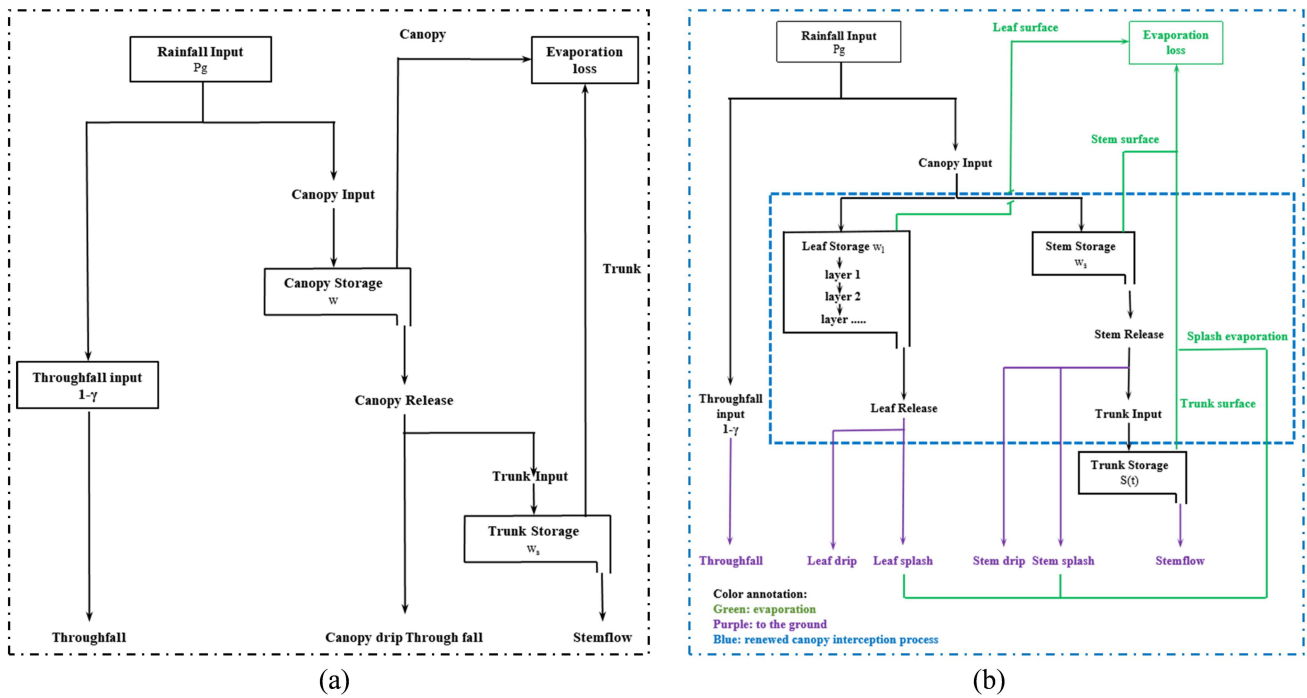 Canopy
Rainfall Input
Pg
Evaporation
loss
Canopy Input
Trunk
Canopy Storage
w
Throughfall input
1-γ
Canopy Release
Trunk Input
Trunk Storage
ws
Throughfall
Canopy drip Through fall
Stemflow
(a)
Leaf surface
Rainfall Input
Pg
Evaporation
loss
Stem surface
Canopy Input
Leaf Storage wl
layer 1
layer 2
layer .....
Stem Storage
ws
Stem Release
Splash evaporation
Throughfall
input
1-γ
Leaf Release
Trunk Input
Trunk surface
Trunk Storage
S(t)
Throughfall
Leaf drip
Leaf splash
Stem drip
Stem splash
Stemflow
Color annotation:
Green: evaporation
Purple: to the ground
Blue: renewed canopy interception process
(b)